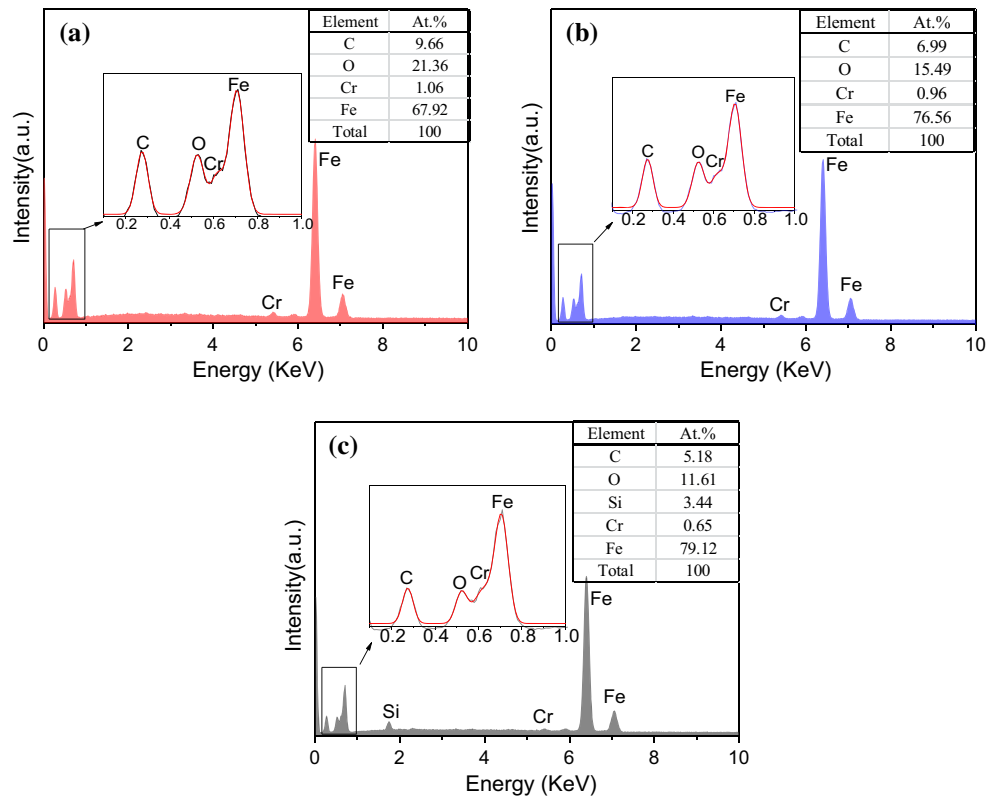 (a)
Element At.%
C 9.66
O 21.36
Cr 1.06
Fe 67.92
Total 100
Fe
C
O
Cr
0.2 0.4 0.6 0.8 1.0
Fe
Fe
Cr
Intensity(a.u.)
0 2 4 6 8 10
Energy (KeV)
(b)
Element At.%
C 6.99
O 15.49
Cr 0.96
Fe 76.56
Total 100
Fe
C
O
Cr
0.2 0.4 0.6 0.8 1.0
Fe
Fe
Cr
Intensity(a.u.)
0 2 4 6 8 10
Energy (KeV)
(c)
Element At.%
C 5.18
O 11.61
Si 3.44
Cr 0.65
Fe 79.12
Total 100
Fe
C
O
Cr
0.2 0.4 0.6 0.8 1.0
Fe
Fe
Si
Cr
Intensity(a.u.)
0 2 4 6 8 10
Energy (KeV)